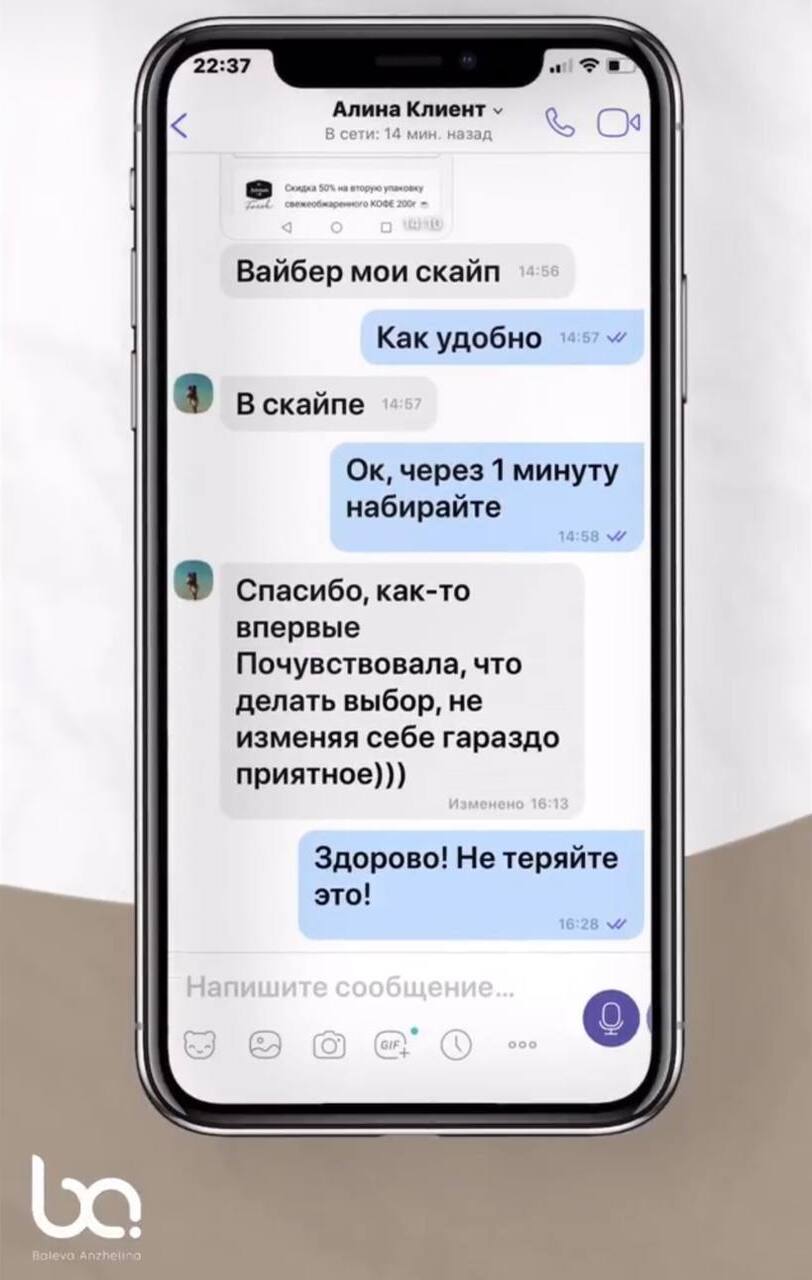 22:37
Алина Клиент
В сети: 14 мин. назад
Скидка 50% на вторую упаковку
свежеобжаренного КОФЕ 200г
14:10
Вайбер мои скайп 14:56
Как удобно 14:57
В скайпе 14:57
Ок, через 1 минуту
набирайте
14:58
Спасибо, как-то
впервые
Почувствовала, что
делать выбор, не
изменяя себе гараздо
приятное)))
Изменено 16:13
Здорово! Не теряйте
это!
16:28
Напишите сообщение...
GIF
ba
Baleva Anzhelina